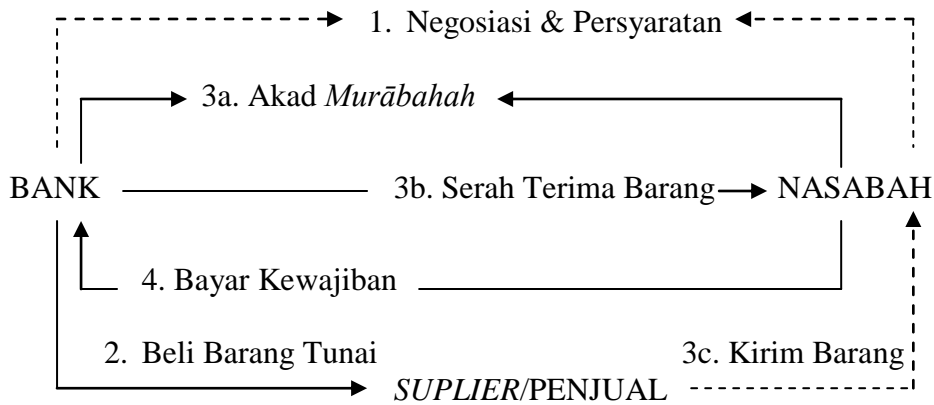 1. Negosiasi & Persyaratan
3a. Akad Murābahah
BANK
3b. Serah Terima Barang
NASABAH
4. Bayar Kewajiban
2. Beli Barang Tunai
3c. Kirim Barang
SUPLIER/PENJUAL